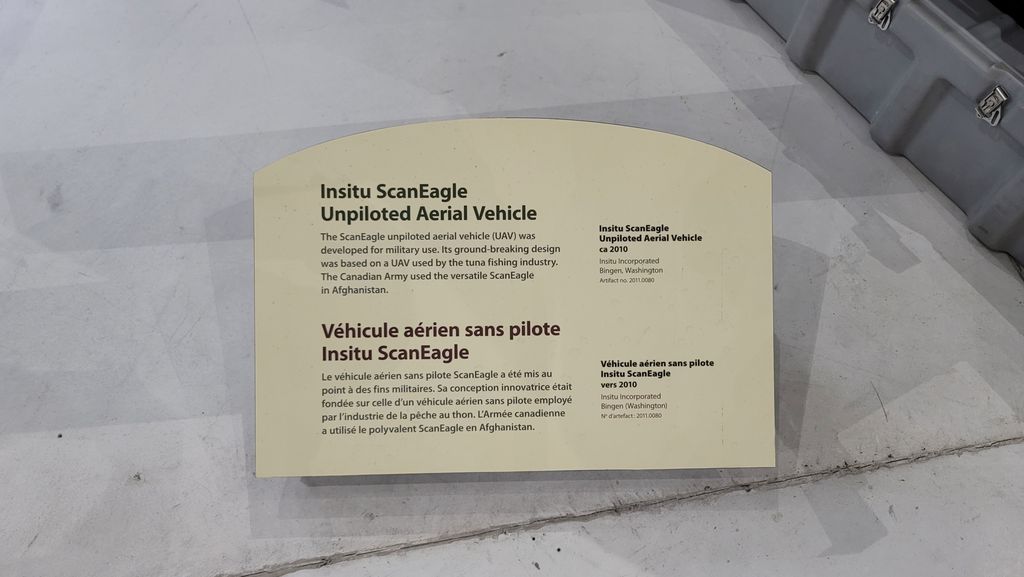 Insitu ScanEagle
Unpiloted Aerial Vehicle
The ScanEagle unpiloted aerial vehicle (UAV) was
developed for military use. Its ground-breaking design
was based on a UAV used by the tuna fishing industry.
The Canadian Army used the versatile ScanEagle
in Afghanistan.
Insitu ScanEagle
Unpiloted Aerial Vehicle
ca 2010
Insitu Incorporated
Bingen, Washington
Artifact no. 2011.0080
Véhicule aérien sans pilote
Insitu ScanEagle
Le véhicule aérien sans pilote ScanEagle a été mis au
point à des fins militaires. Sa conception innovatrice était
fondée sur celle d'un véhicule aérien sans pilote employé
par l'industrie de la pêche au thon. L'Armée canadienne
a utilisé le polyvalent ScanEagle en Afghanistan.
Véhicule aérien sans pilote
Insitu ScanEagle
vers 2010
Insitu Incorporated
Bingen (Washington)
N° d'artefact : 2011.0080